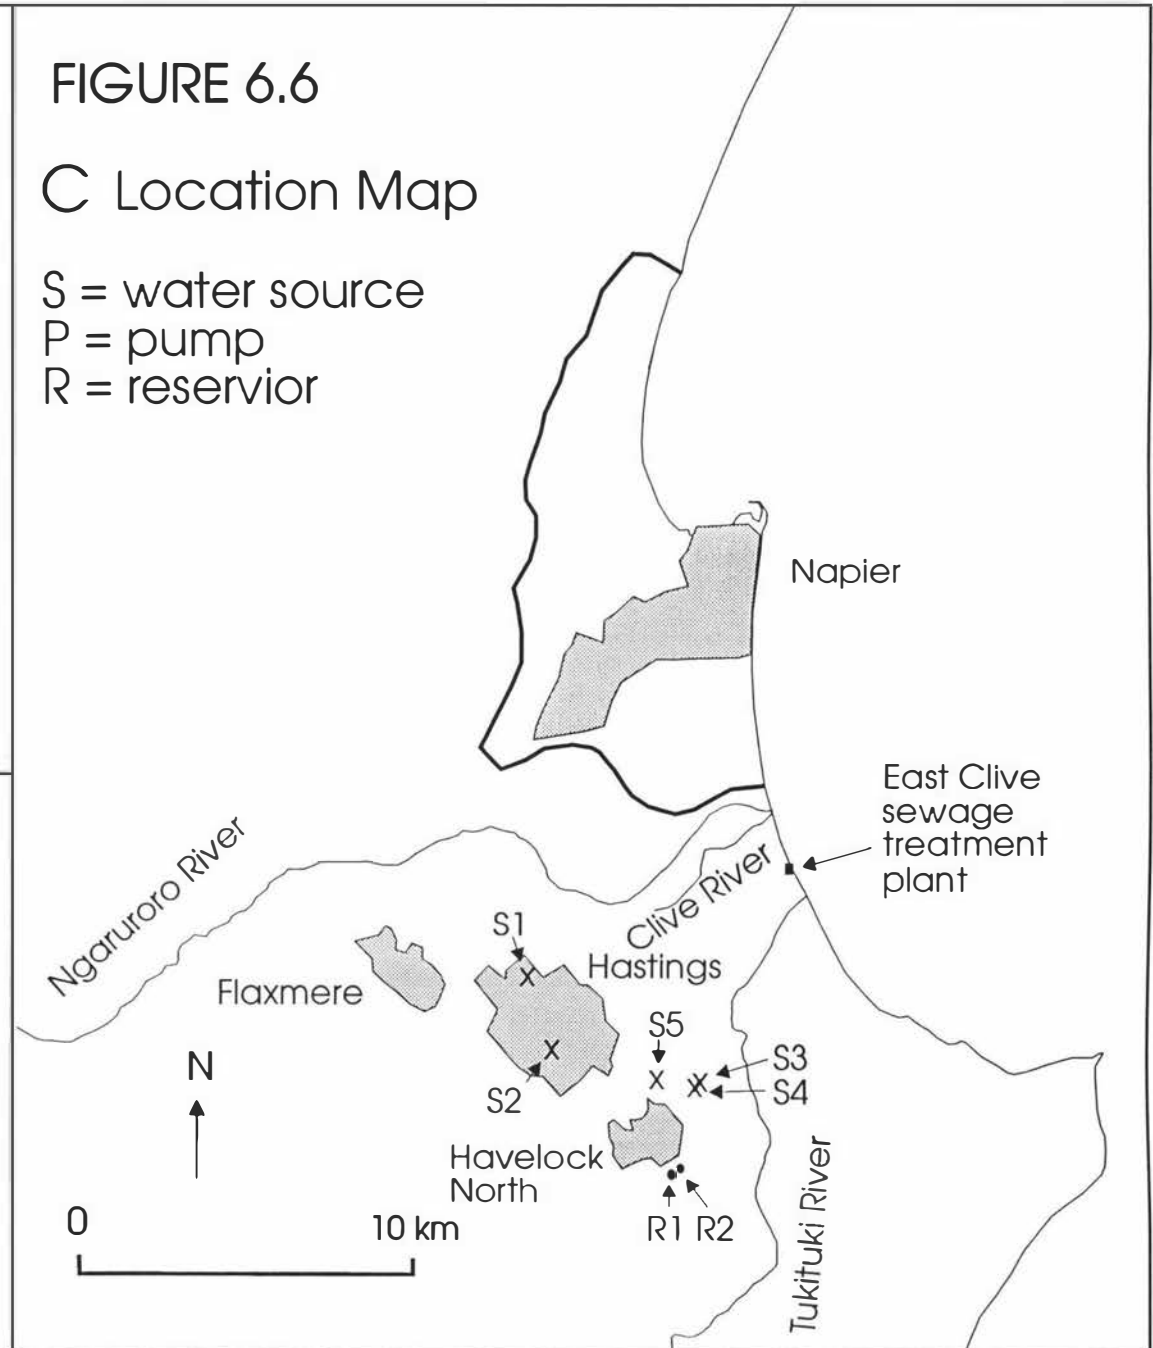 FIGURE 6.6
C Location Map
S = water source
P = pump
R = reservior
Napier
East Clive
sewage
treatment
plant
Ngaruroro River
Clive River
S1
Hastings
Flaxmere
S5
S3
S4
N
S2
Havelock
North
R1 R2
Tukituki River
0 10 km